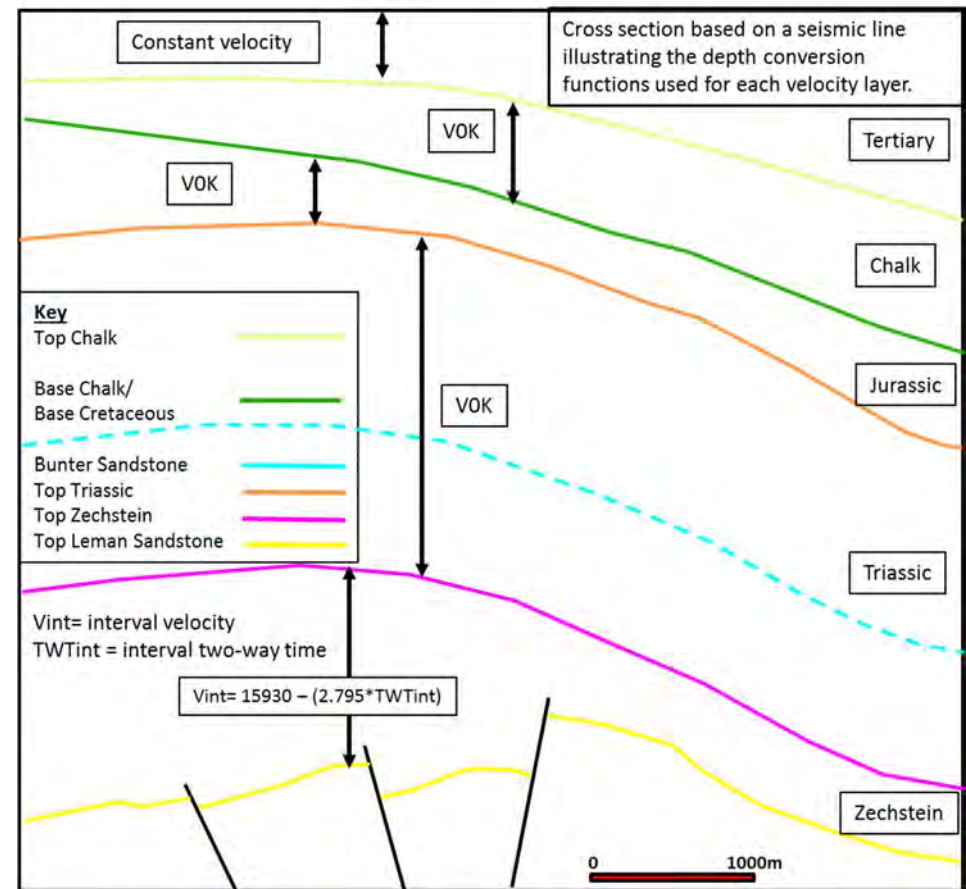 Constant velocity
Cross section based on a seismic line
illustrating the depth conversion
functions used for each velocity layer.
V0K
Tertiary
V0K
Chalk
Key
Top Chalk
Base Chalk/
Base Cretaceous
Bunter Sandstone
Top Triassic
Top Zechstein
Top Leman Sandstone
Jurassic
V0K
Triassic
Vint= interval velocity
TWTint = interval two-way time
Vint= 15930 – (2.795*TWTint)
Zechstein
0 1000m